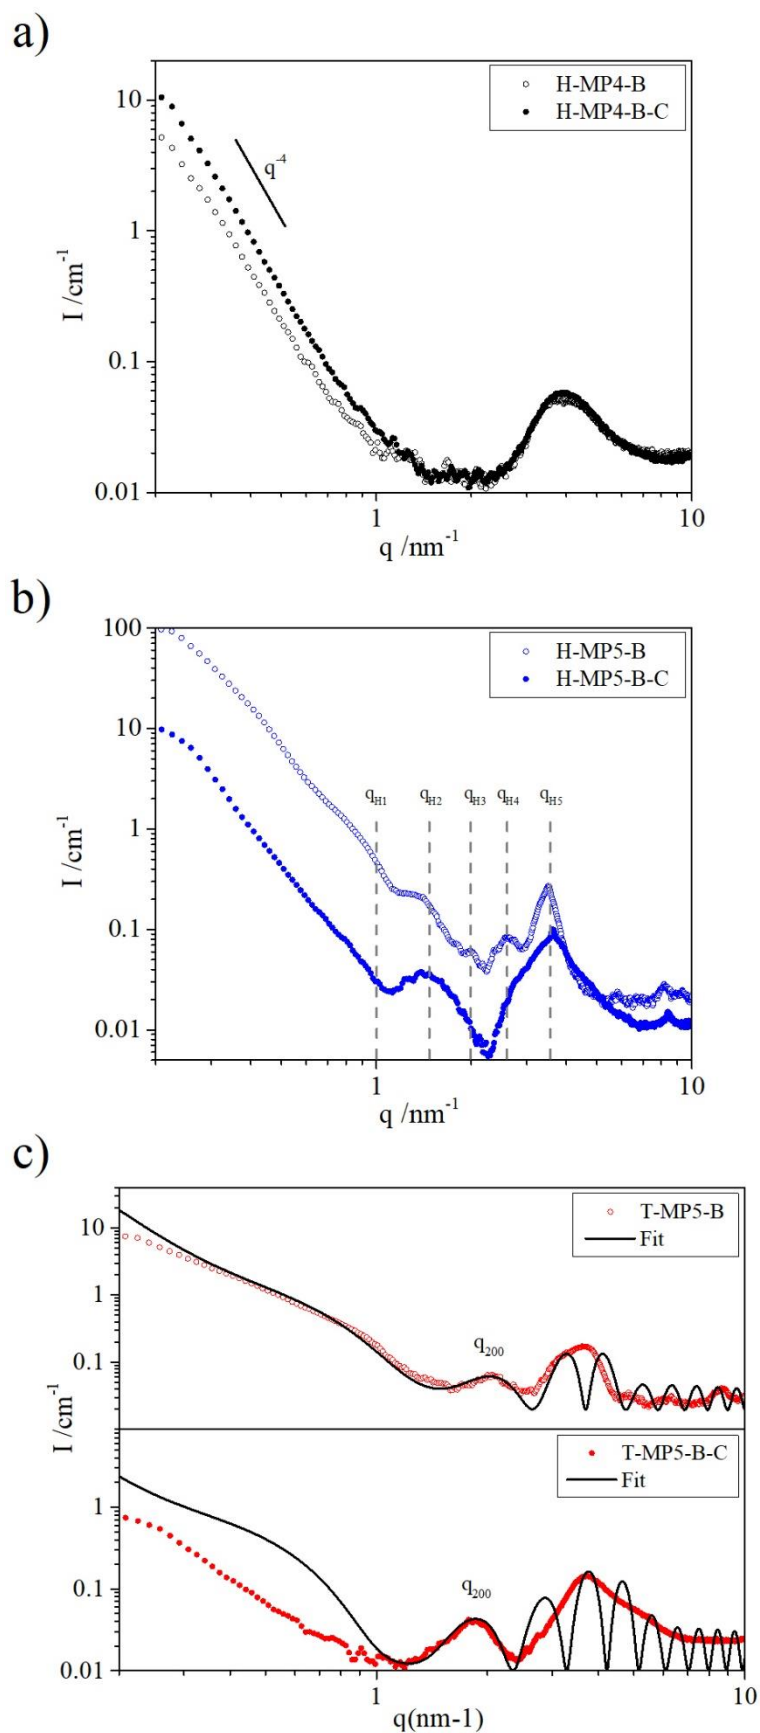 a)
H-MP4-B
H-MP4-B-C
q-4
10
1
0.1
0.01
I /cm-1
1
10
q /nm-1
b)
H-MP5-B
H-MP5-B-C
100
10
1
0.1
0.01
I /cm-1
qH1
qH2
qH3
qH4
qH5
1
10
q /nm-1
c)
T-MP5-B
Fit
10
1
0.1
q200
I /cm-1
T-MP5-B-C
Fit
1
0.1
0.01
q200
1
10
q(nm-1)